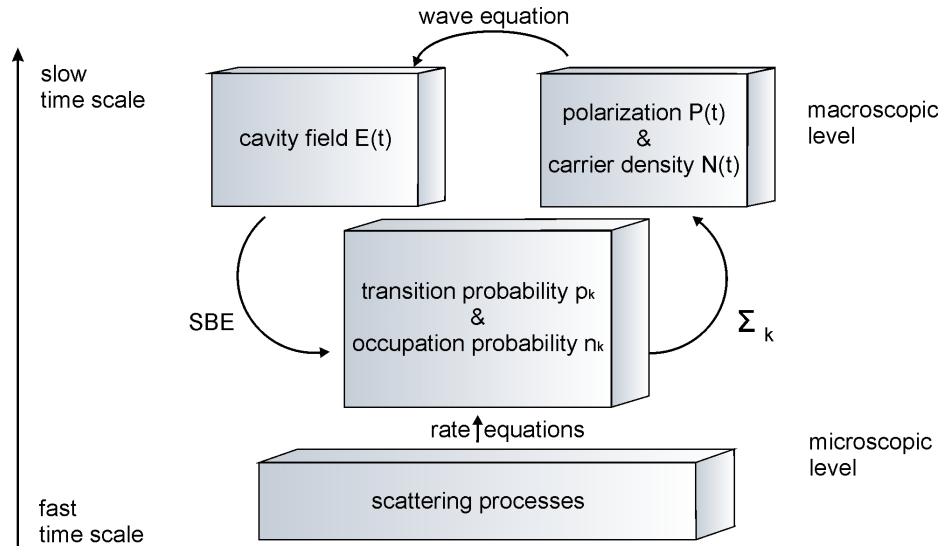 wave equation
slow
time scale
cavity field E(t)
polarization P(t)
&
carrier density N(t)
macroscopic
level
transition probability pk
&
occupation probability nk
SBE
Σ k
rate equations
microscopic
level
scattering processes
fast
time scale